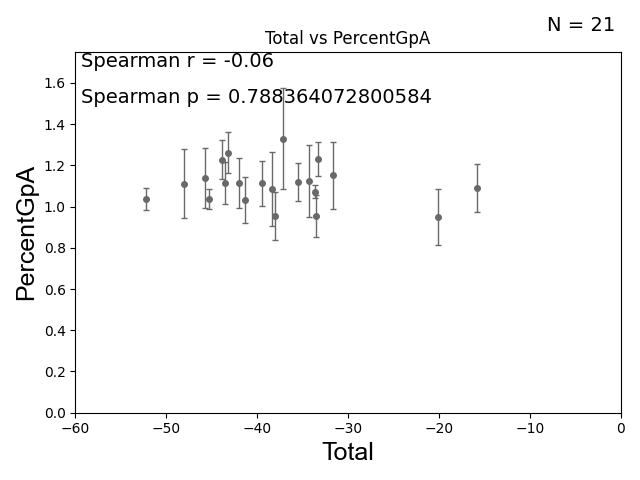 N = 21
Total vs PercentGpA
Spearman r = -0.06
Spearman p = 0.788364072800584
PercentGpA
1.6
1.4
1.2
1.0
0.8
0.6
0.4
0.2
0.0
−60 −50 −40 −30 −20 −10 0
Total